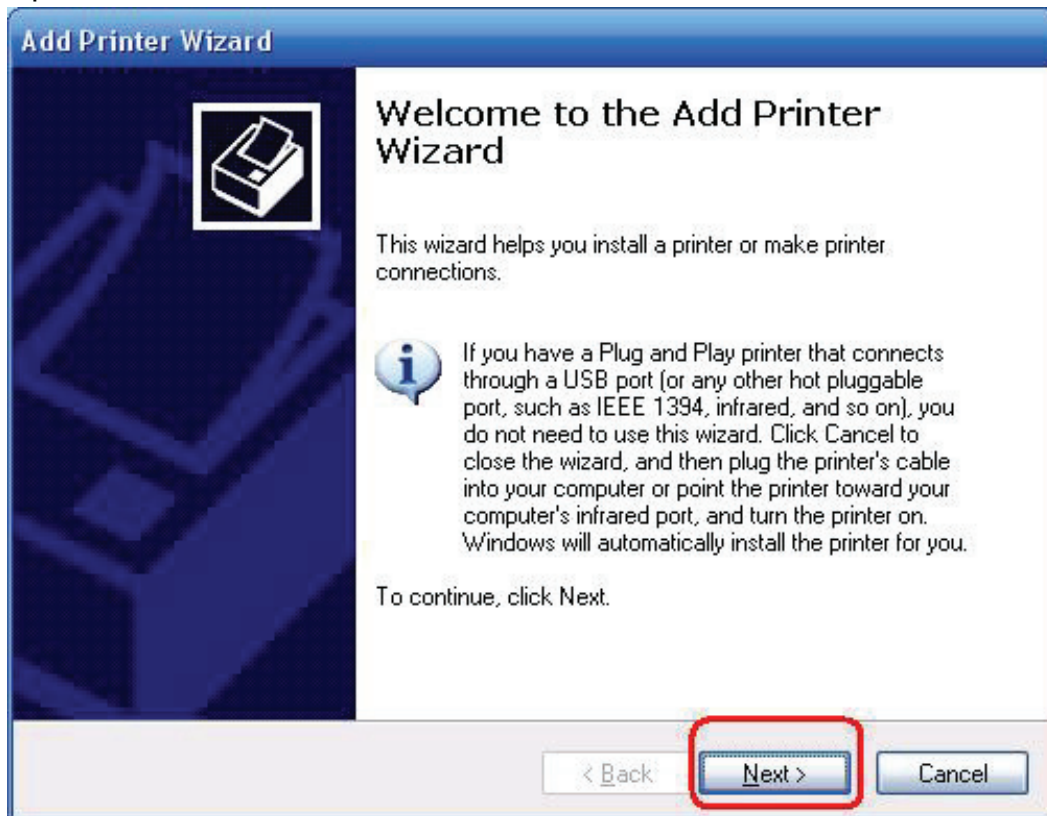 Add Printer Wizard
Welcome to the Add Printer
Wizard
This wizard helps you install a printer or make printer
connections.
If you have a Plug and Play printer that connects
through a USB port (or any other hot pluggable
port, such as IEEE 1394, infrared, and so on), you
do not need to use this wizard. Click Cancel to
close the wizard, and then plug the printer's cable
into your computer or point the printer toward your
computer's infrared port, and turn the printer on.
Windows will automatically install the printer for you.
To continue, click Next.
< Back Next > Cancel